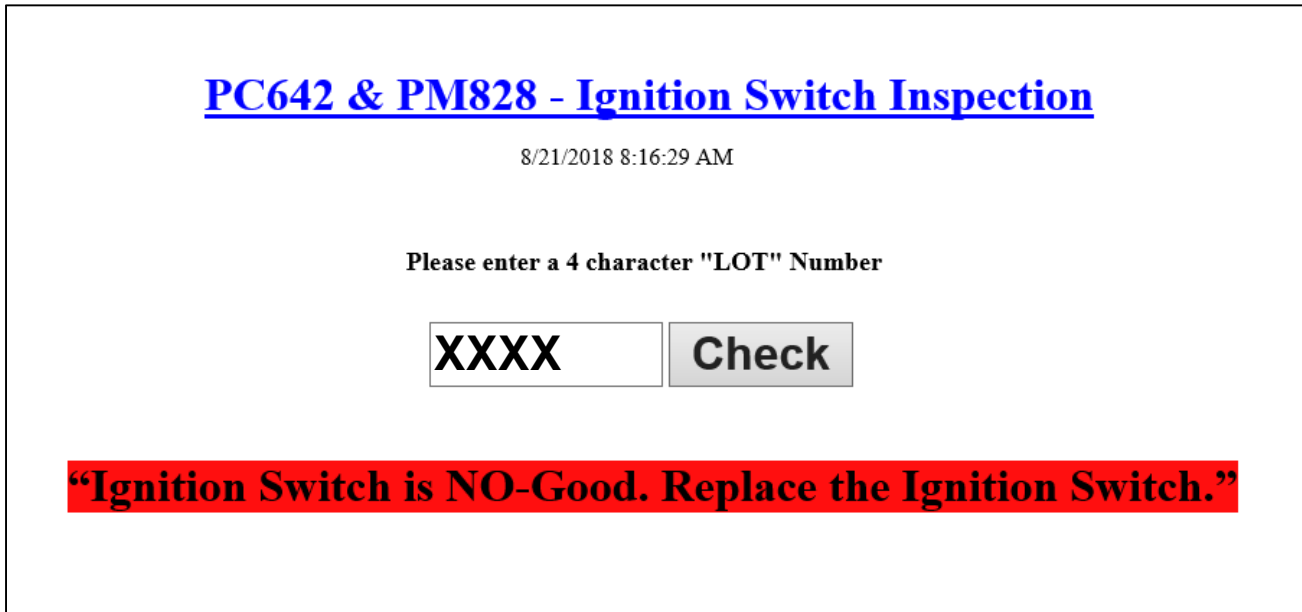 PC642 & PM828 - Ignition Switch Inspection
8/21/2018 8:16:29 AM
Please enter a 4 character "LOT" Number
XXXX Check
“Ignition Switch is NO-Good. Replace the Ignition Switch.”